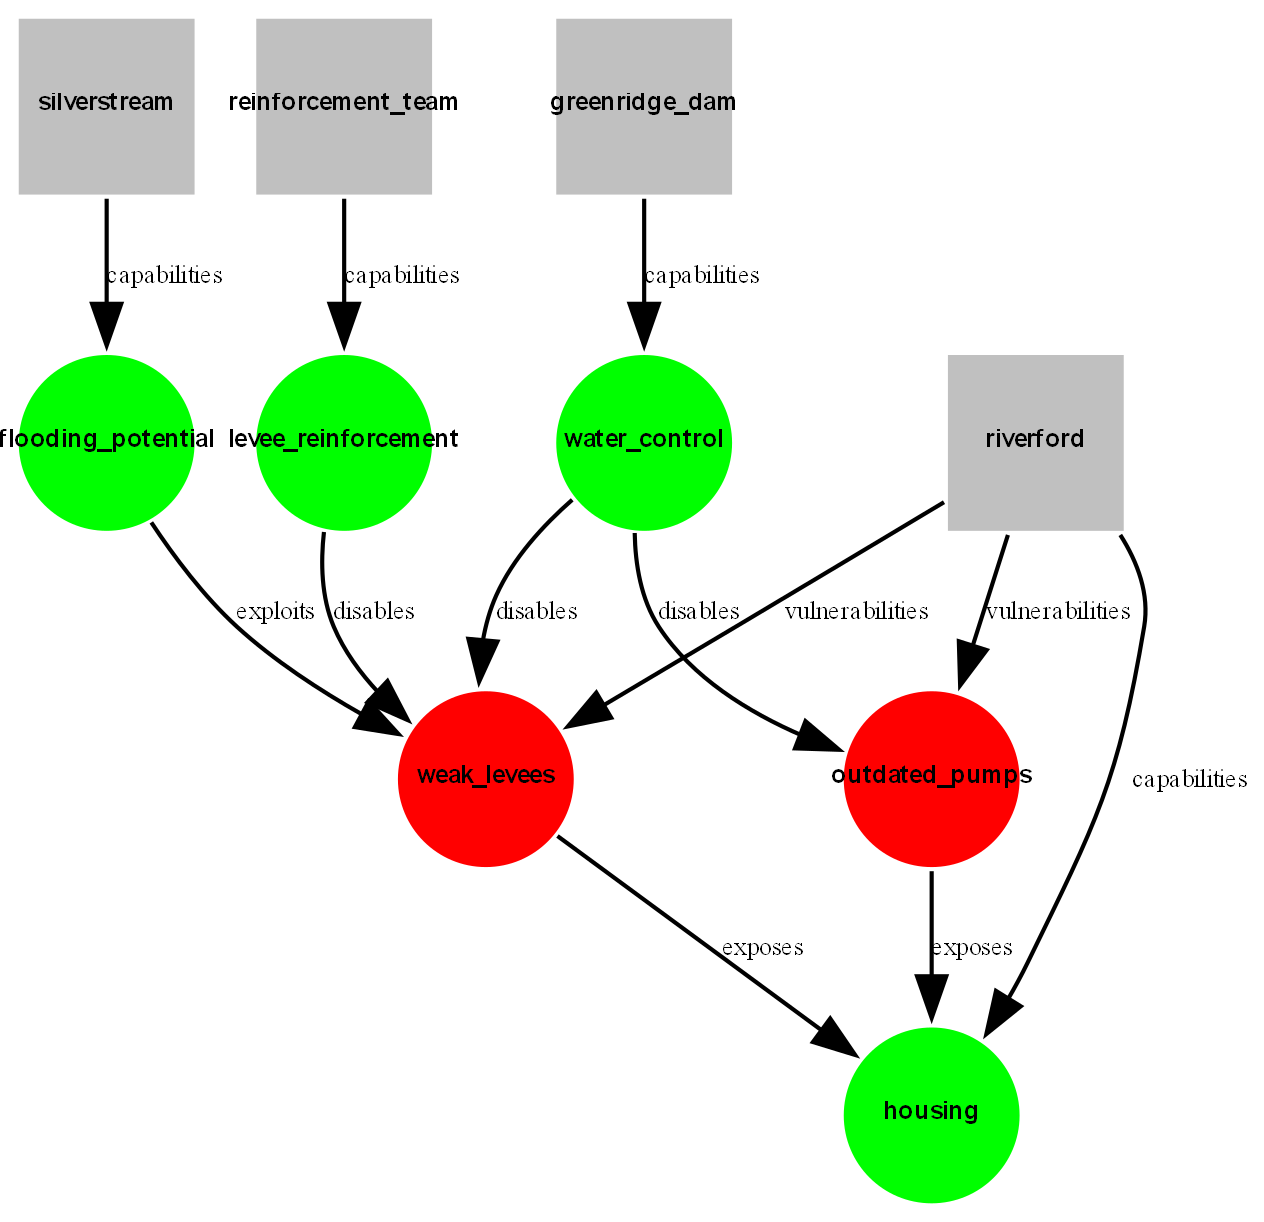 silverstream
reinforcement_team
greenridge_dam
capabilities
capabilities
capabilities
flooding_potential
levee_reinforcement
water_control
riverford
exploits
disables
disables
disables
vulnerabilities
vulnerabilities
weak_levees
outdated_pumps
capabilities
exposes
exposes
housing